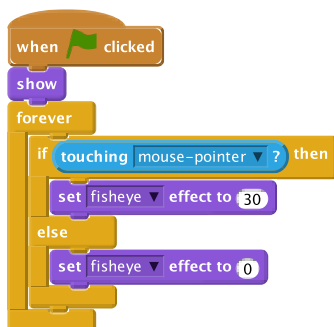 when clicked
show
forever
if touching mouse-pointer ? then
set fisheye effect to 30
else
set fisheye effect to 0